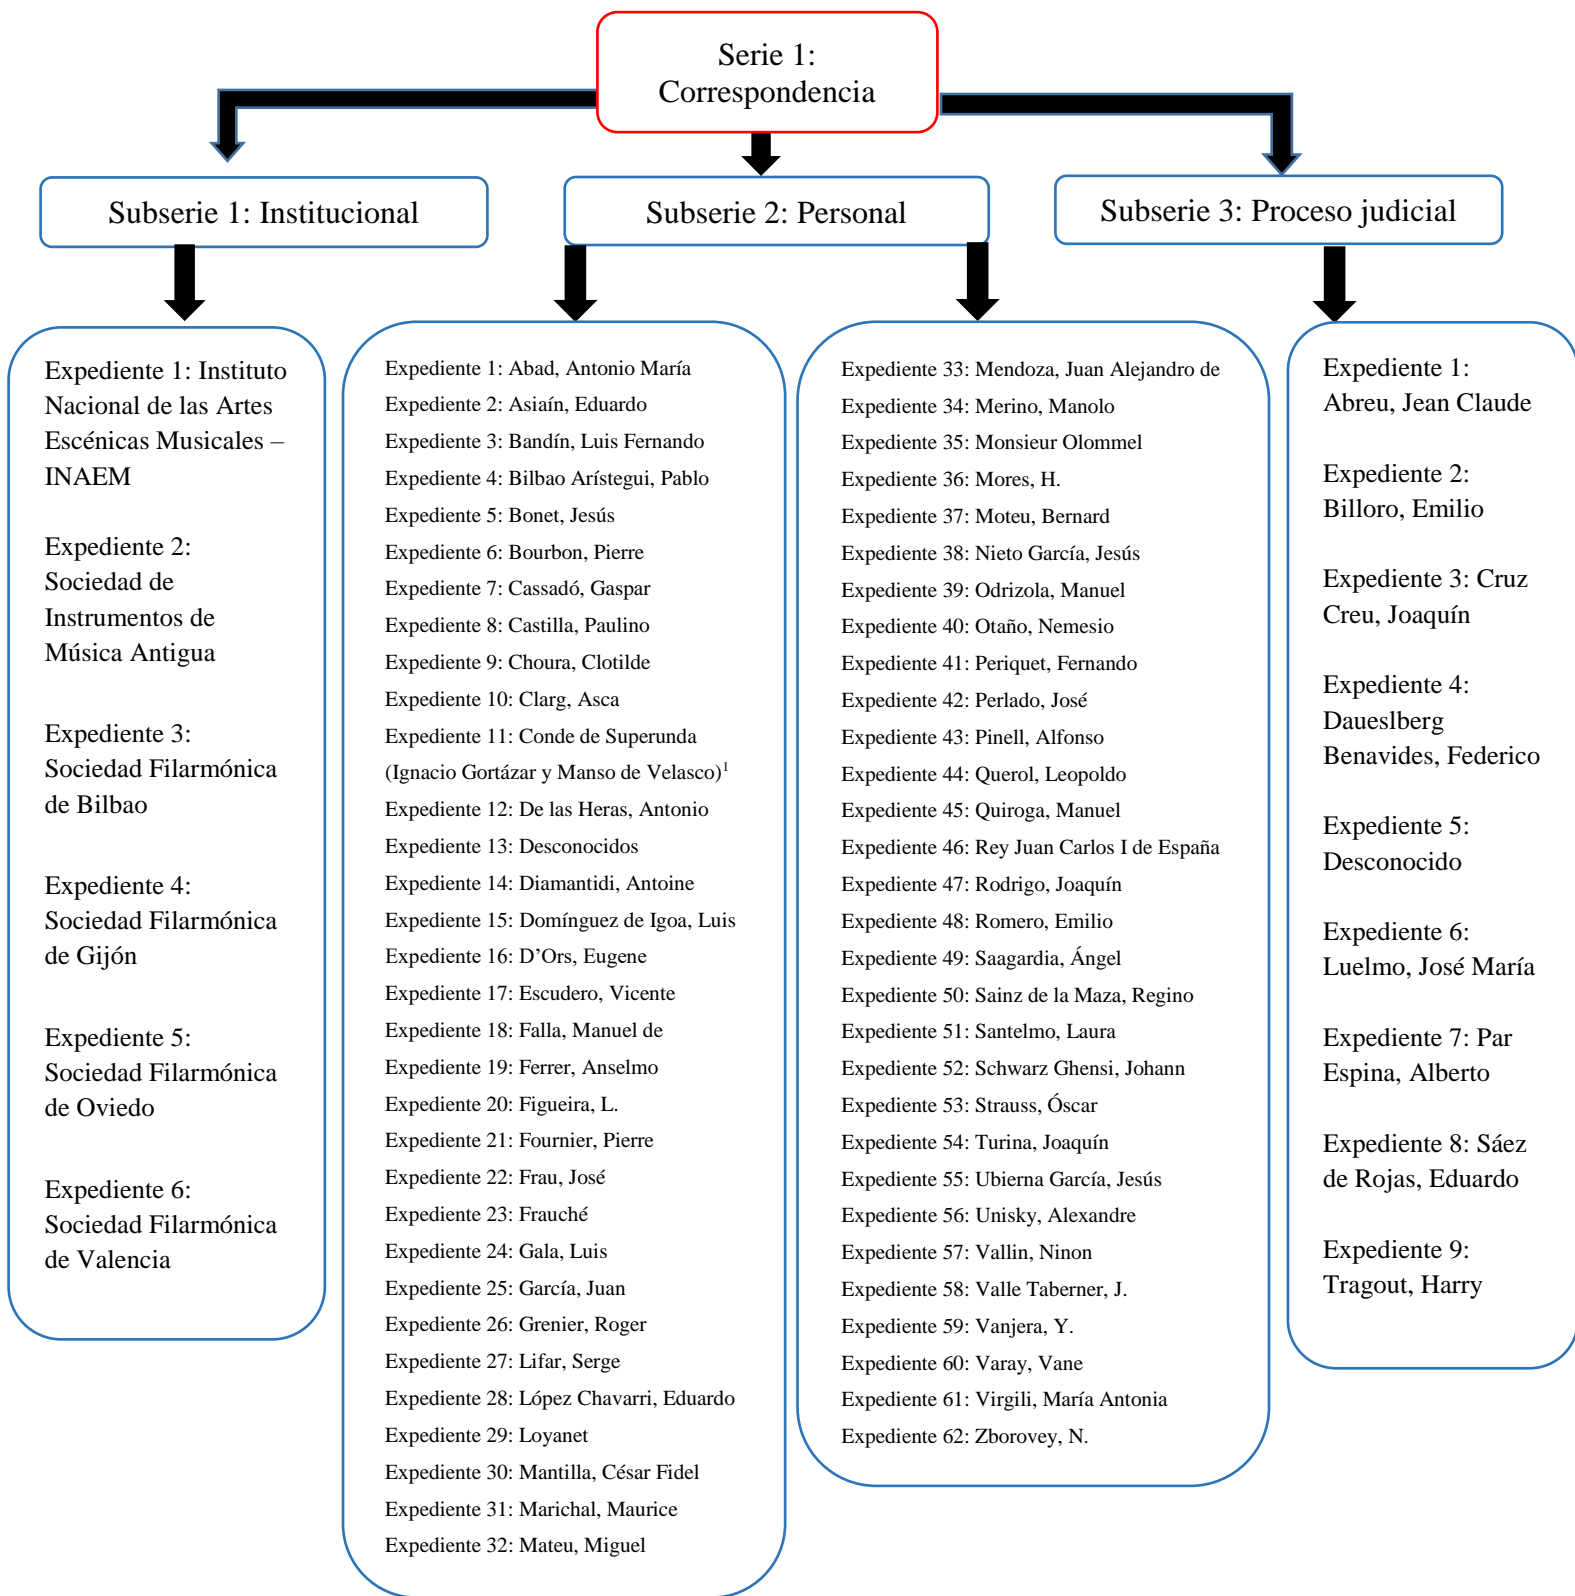 Serie 1:
Correspondencia
Subserie 1: Institucional
Subserie 2: Personal
Subserie 3: Proceso judicial
Expediente 1: Instituto
Nacional de las Artes
Escénicas Musicales –
INAEM
Expediente 2:
Sociedad de
Instrumentos de
Música Antigua
Expediente 3:
Sociedad Filarmónica
de Bilbao
Expediente 4:
Sociedad Filarmónica
de Gijón
Expediente 5:
Sociedad Filarmónica
de Oviedo
Expediente 6:
Sociedad Filarmónica
de Valencia
Expediente 1: Abad, Antonio María
Expediente 2: Asiaín, Eduardo
Expediente 3: Bandín, Luis Fernando
Expediente 4: Bilbao Arístegui, Pablo
Expediente 5: Bonet, Jesús
Expediente 6: Bourbon, Pierre
Expediente 7: Cassadó, Gaspar
Expediente 8: Castilla, Paulino
Expediente 9: Choura, Clotilde
Expediente 10: Clarg, Asca
Expediente 11: Conde de Superunda
(Ignacio Gortázar y Manso de Velasco)¹
Expediente 12: De las Heras, Antonio
Expediente 13: Desconocidos
Expediente 14: Diamantidi, Antoine
Expediente 15: Domínguez de Igoa, Luis
Expediente 16: D’Ors, Eugene
Expediente 17: Escudero, Vicente
Expediente 18: Falla, Manuel de
Expediente 19: Ferrer, Anselmo
Expediente 20: Figueira, L.
Expediente 21: Fournier, Pierre
Expediente 22: Frau, José
Expediente 23: Frauché
Expediente 24: Gala, Luis
Expediente 25: García, Juan
Expediente 26: Grenier, Roger
Expediente 27: Lifar, Serge
Expediente 28: López Chavarri, Eduardo
Expediente 29: Loyanet
Expediente 30: Mantilla, César Fidel
Expediente 31: Marichal, Maurice
Expediente 32: Mateu, Miguel
Expediente 33: Mendoza, Juan Alejandro de
Expediente 34: Merino, Manolo
Expediente 35: Monsieur Olommel
Expediente 36: Mores, H.
Expediente 37: Moteu, Bernard
Expediente 38: Nieto García, Jesús
Expediente 39: Odrizola, Manuel
Expediente 40: Otaño, Nemesio
Expediente 41: Periquet, Fernando
Expediente 42: Perlado, José
Expediente 43: Pinell, Alfonso
Expediente 44: Querol, Leopoldo
Expediente 45: Quiroga, Manuel
Expediente 46: Rey Juan Carlos I de España
Expediente 47: Rodrigo, Joaquín
Expediente 48: Romero, Emilio
Expediente 49: Saagardia, Ángel
Expediente 50: Sainz de la Maza, Regino
Expediente 51: Santelmo, Laura
Expediente 52: Schwarz Ghensi, Johann
Expediente 53: Strauss, Óscar
Expediente 54: Turina, Joaquín
Expediente 55: Ubierna García, Jesús
Expediente 56: Unisky, Alexandre
Expediente 57: Vallin, Ninon
Expediente 58: Valle Taberner, J.
Expediente 59: Vanjera, Y.
Expediente 60: Varay, Vane
Expediente 61: Virgili, María Antonia
Expediente 62: Zborovey, N.
Expediente 1:
Abreu, Jean Claude
Expediente 2:
Billoro, Emilio
Expediente 3: Cruz
Creu, Joaquín
Expediente 4:
Daueslberg
Benavides, Federico
Expediente 5:
Desconocido
Expediente 6:
Luelmo, José María
Expediente 7: Par
Espina, Alberto
Expediente 8: Sáez
de Rojas, Eduardo
Expediente 9:
Tragout, Harry